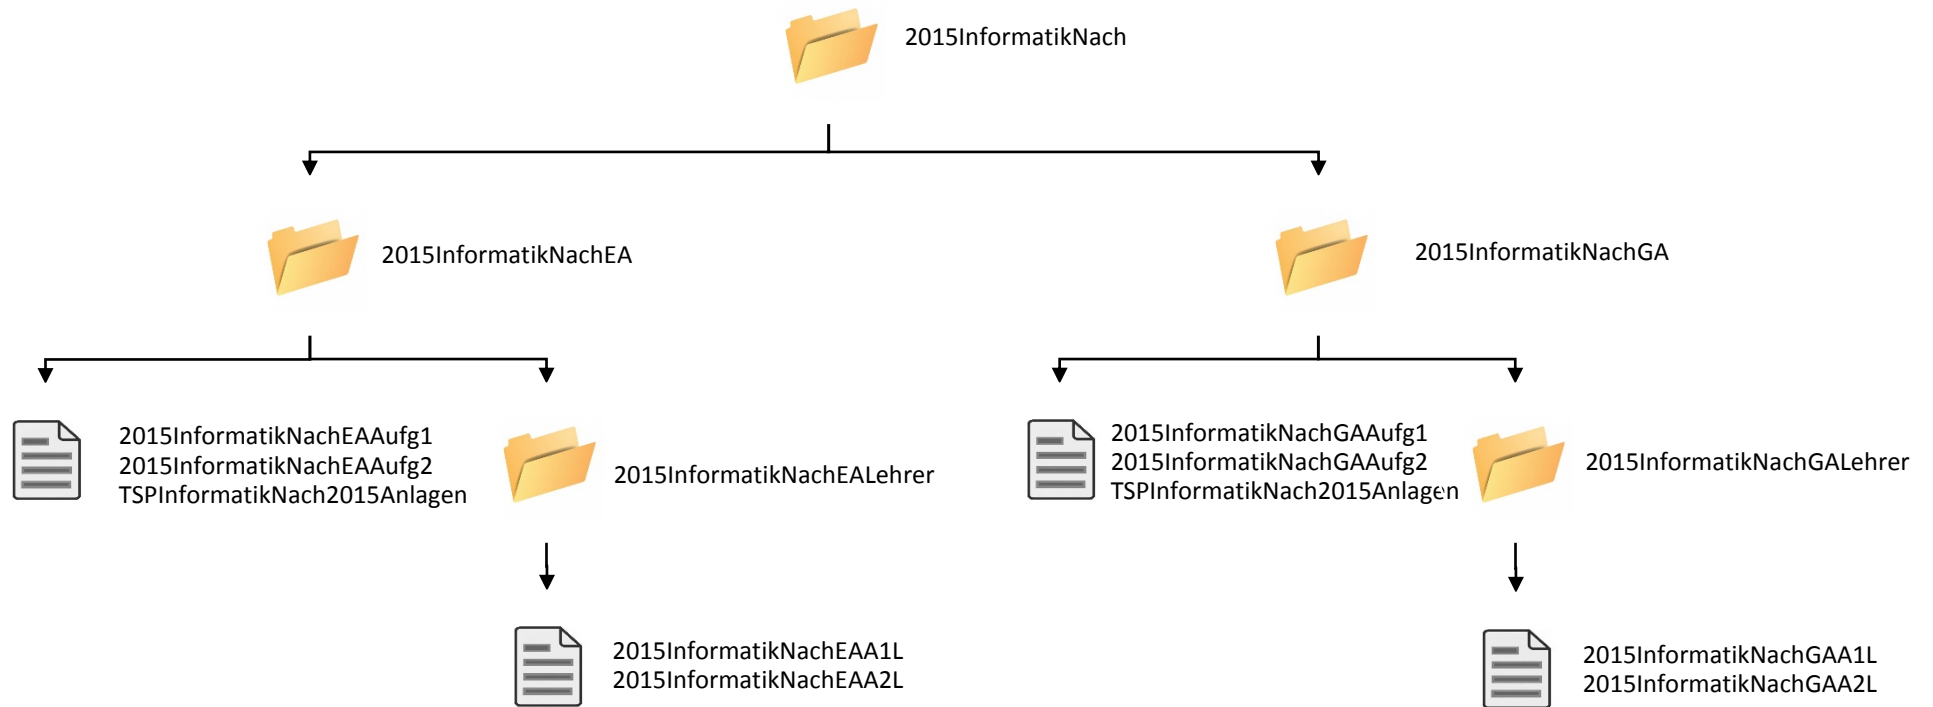 2015InformatikNach
2015InformatikNachEA
2015InformatikNachGA
2015InformatikNachEAAufg1
2015InformatikNachEAAufg2
TSPInformatikNach2015Anlagen
2015InformatikNachEALehrer
2015InformatikNachGAAufg1
2015InformatikNachGAAufg2
TSPInformatikNach2015Anlagen
2015InformatikNachGALehrer
2015InformatikNachEAA1L
2015InformatikNachEAA2L
2015InformatikNachGAA1L
2015InformatikNachGAA2L